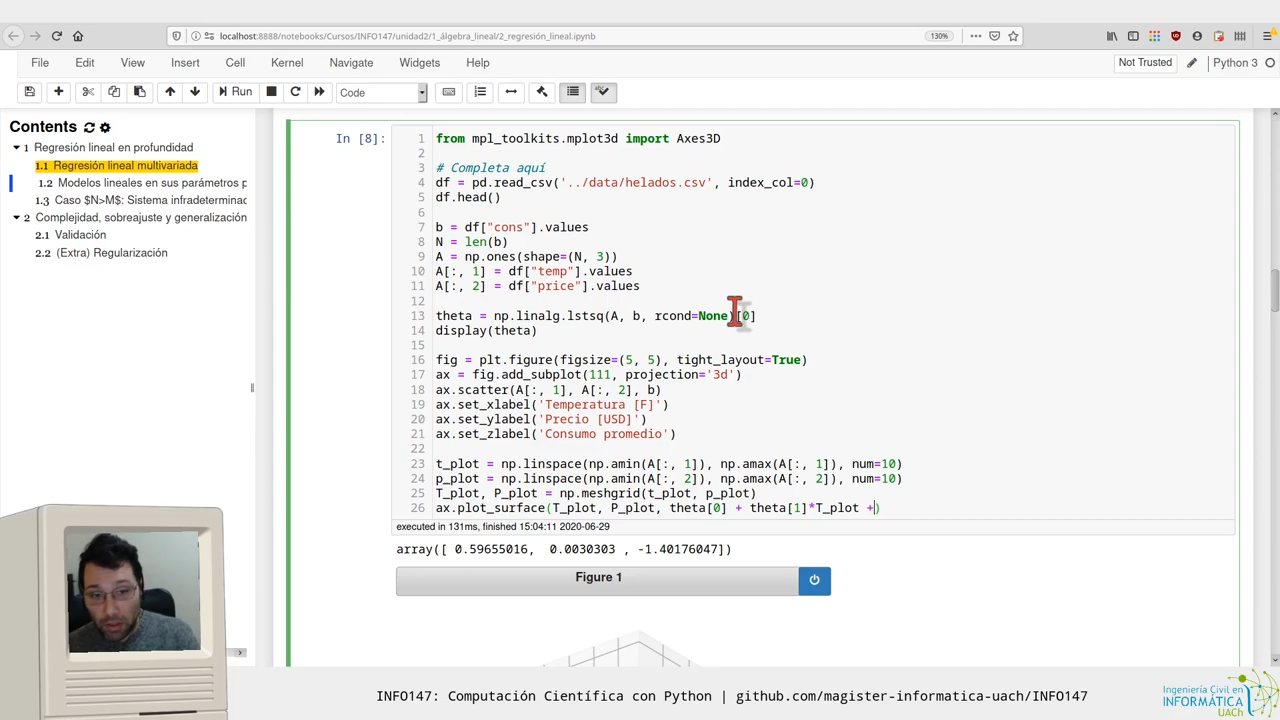 localhost:8888/notebooks/Cursos/INFO147/unidad2/1_álgebra_lineal/2_regresión_lineal.ipynb
130%
File Edit View Insert Cell Kernel Navigate Widgets Help
Not Trusted
Python 3
Run
Code
Contents
1 Regresión lineal en profundidad
1.1 Regresión lineal multivariada
1.2 Modelos lineales en sus parámetros p
1.3 Caso $N>M$: Sistema infradeterminad
2 Complejidad, sobreajuste y generalización
2.1 Validación
2.2 (Extra) Regularización
In [8]:
1 from mpl_toolkits.mplot3d import Axes3D
2
3 # Completa aquí
4 df = pd.read_csv('../data/helados.csv', index_col=0)
5 df.head()
6
7 b = df["cons"].values
8 N = len(b)
9 A = np.ones(shape=(N, 3))
10 A[:, 1] = df["temp"].values
11 A[:, 2] = df["price"].values
12
13 theta = np.linalg.lstsq(A, b, rcond=None)[0]
14 display(theta)
15
16 fig = plt.figure(figsize=(5, 5), tight_layout=True)
17 ax = fig.add_subplot(111, projection='3d')
18 ax.scatter(A[:, 1], A[:, 2], b)
19 ax.set_xlabel('Temperatura [F]')
20 ax.set_ylabel('Precio [USD]')
21 ax.set_zlabel('Consumo promedio')
22
23 t_plot = np.linspace(np.amin(A[:, 1]), np.amax(A[:, 1]), num=10)
24 p_plot = np.linspace(np.amin(A[:, 2]), np.amax(A[:, 2]), num=10)
25 T_plot, P_plot = np.meshgrid(t_plot, p_plot)
26 ax.plot_surface(T_plot, P_plot, theta[0] + theta[1]*T_plot +)
executed in 131ms, finished 15:04:11 2020-06-29
array([ 0.59655016, 0.0030303 , -1.40176047])
Figure 1
INFO147: Computación Científica con Python | github.com/magister-informatica-uach/INFO147
Ingeniería Civil en
INFORMÁTICA
UACh